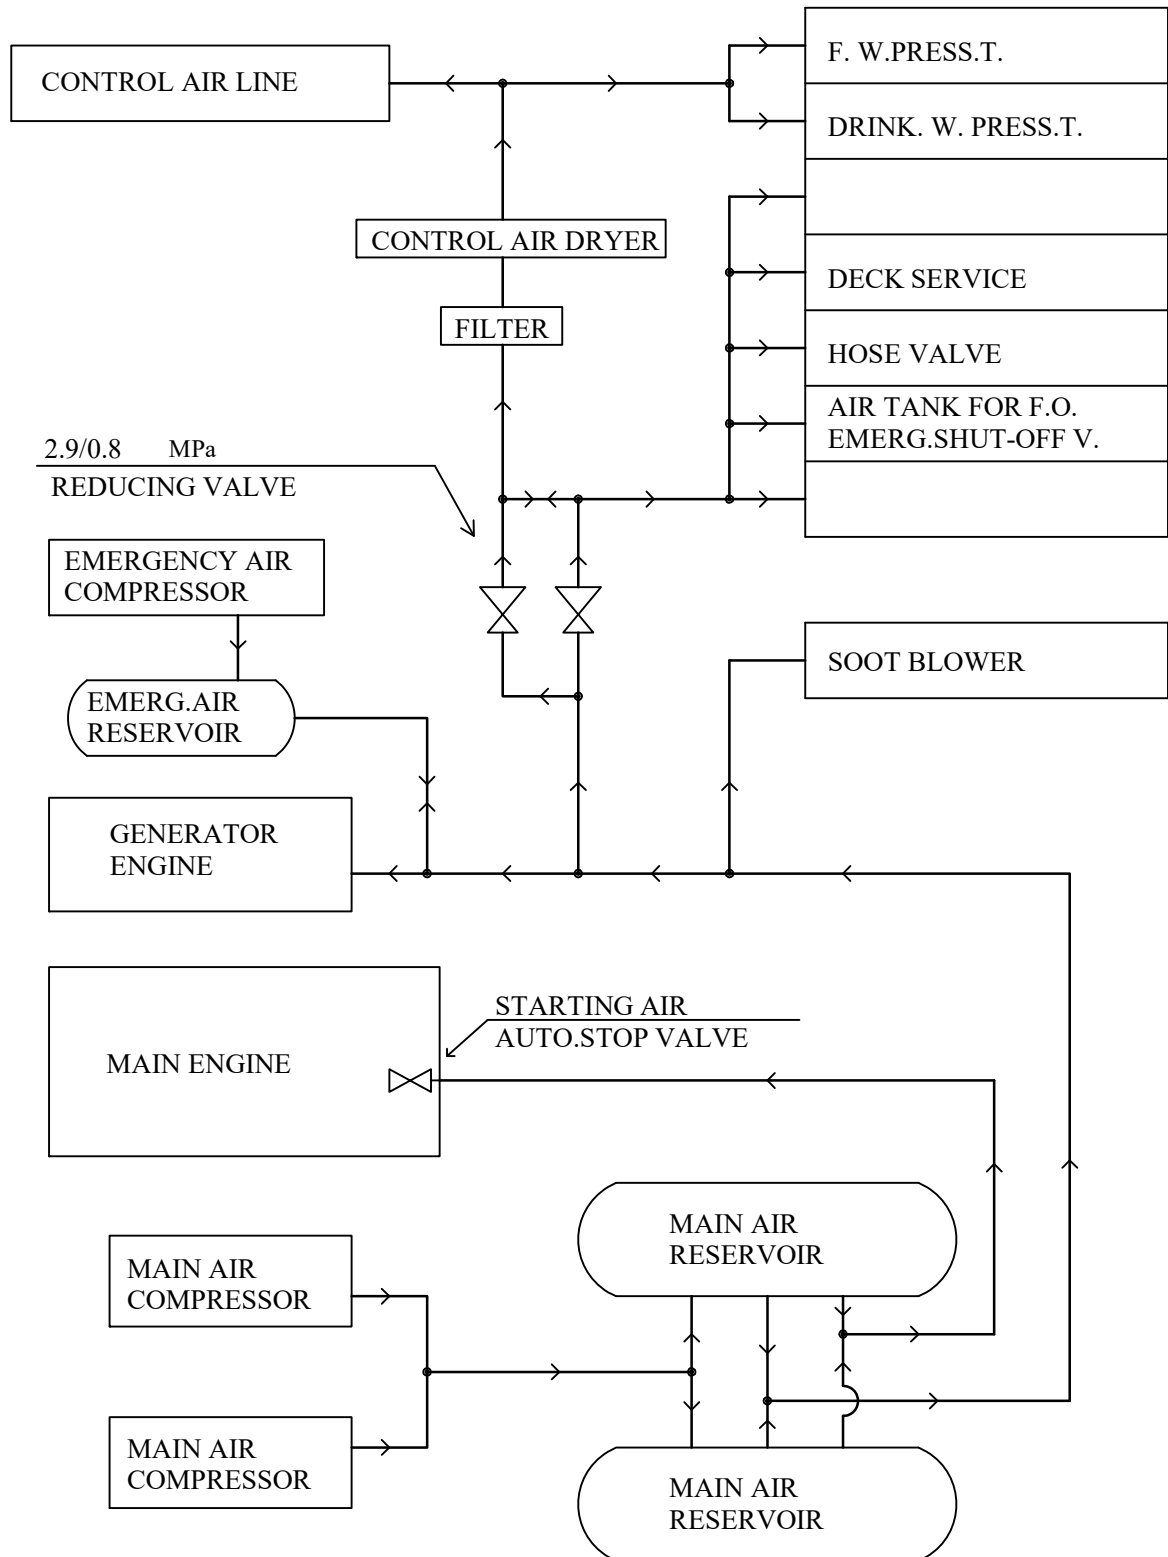 F. W.PRESS.T.
CONTROL AIR LINE
DRINK. W. PRESS.T.
CONTROL AIR DRYER
DECK SERVICE
FILTER
HOSE VALVE
AIR TANK FOR F.O.
EMERG.SHUT-OFF V.
2.9/0.8 MPa
REDUCING VALVE
EMERGENCY AIR
COMPRESSOR
SOOT BLOWER
EMERG.AIR
RESERVOIR
GENERATOR
ENGINE
STARTING AIR
AUTO.STOP VALVE
MAIN ENGINE
MAIN AIR
RESERVOIR
MAIN AIR
COMPRESSOR
MAIN AIR
COMPRESSOR
MAIN AIR
RESERVOIR